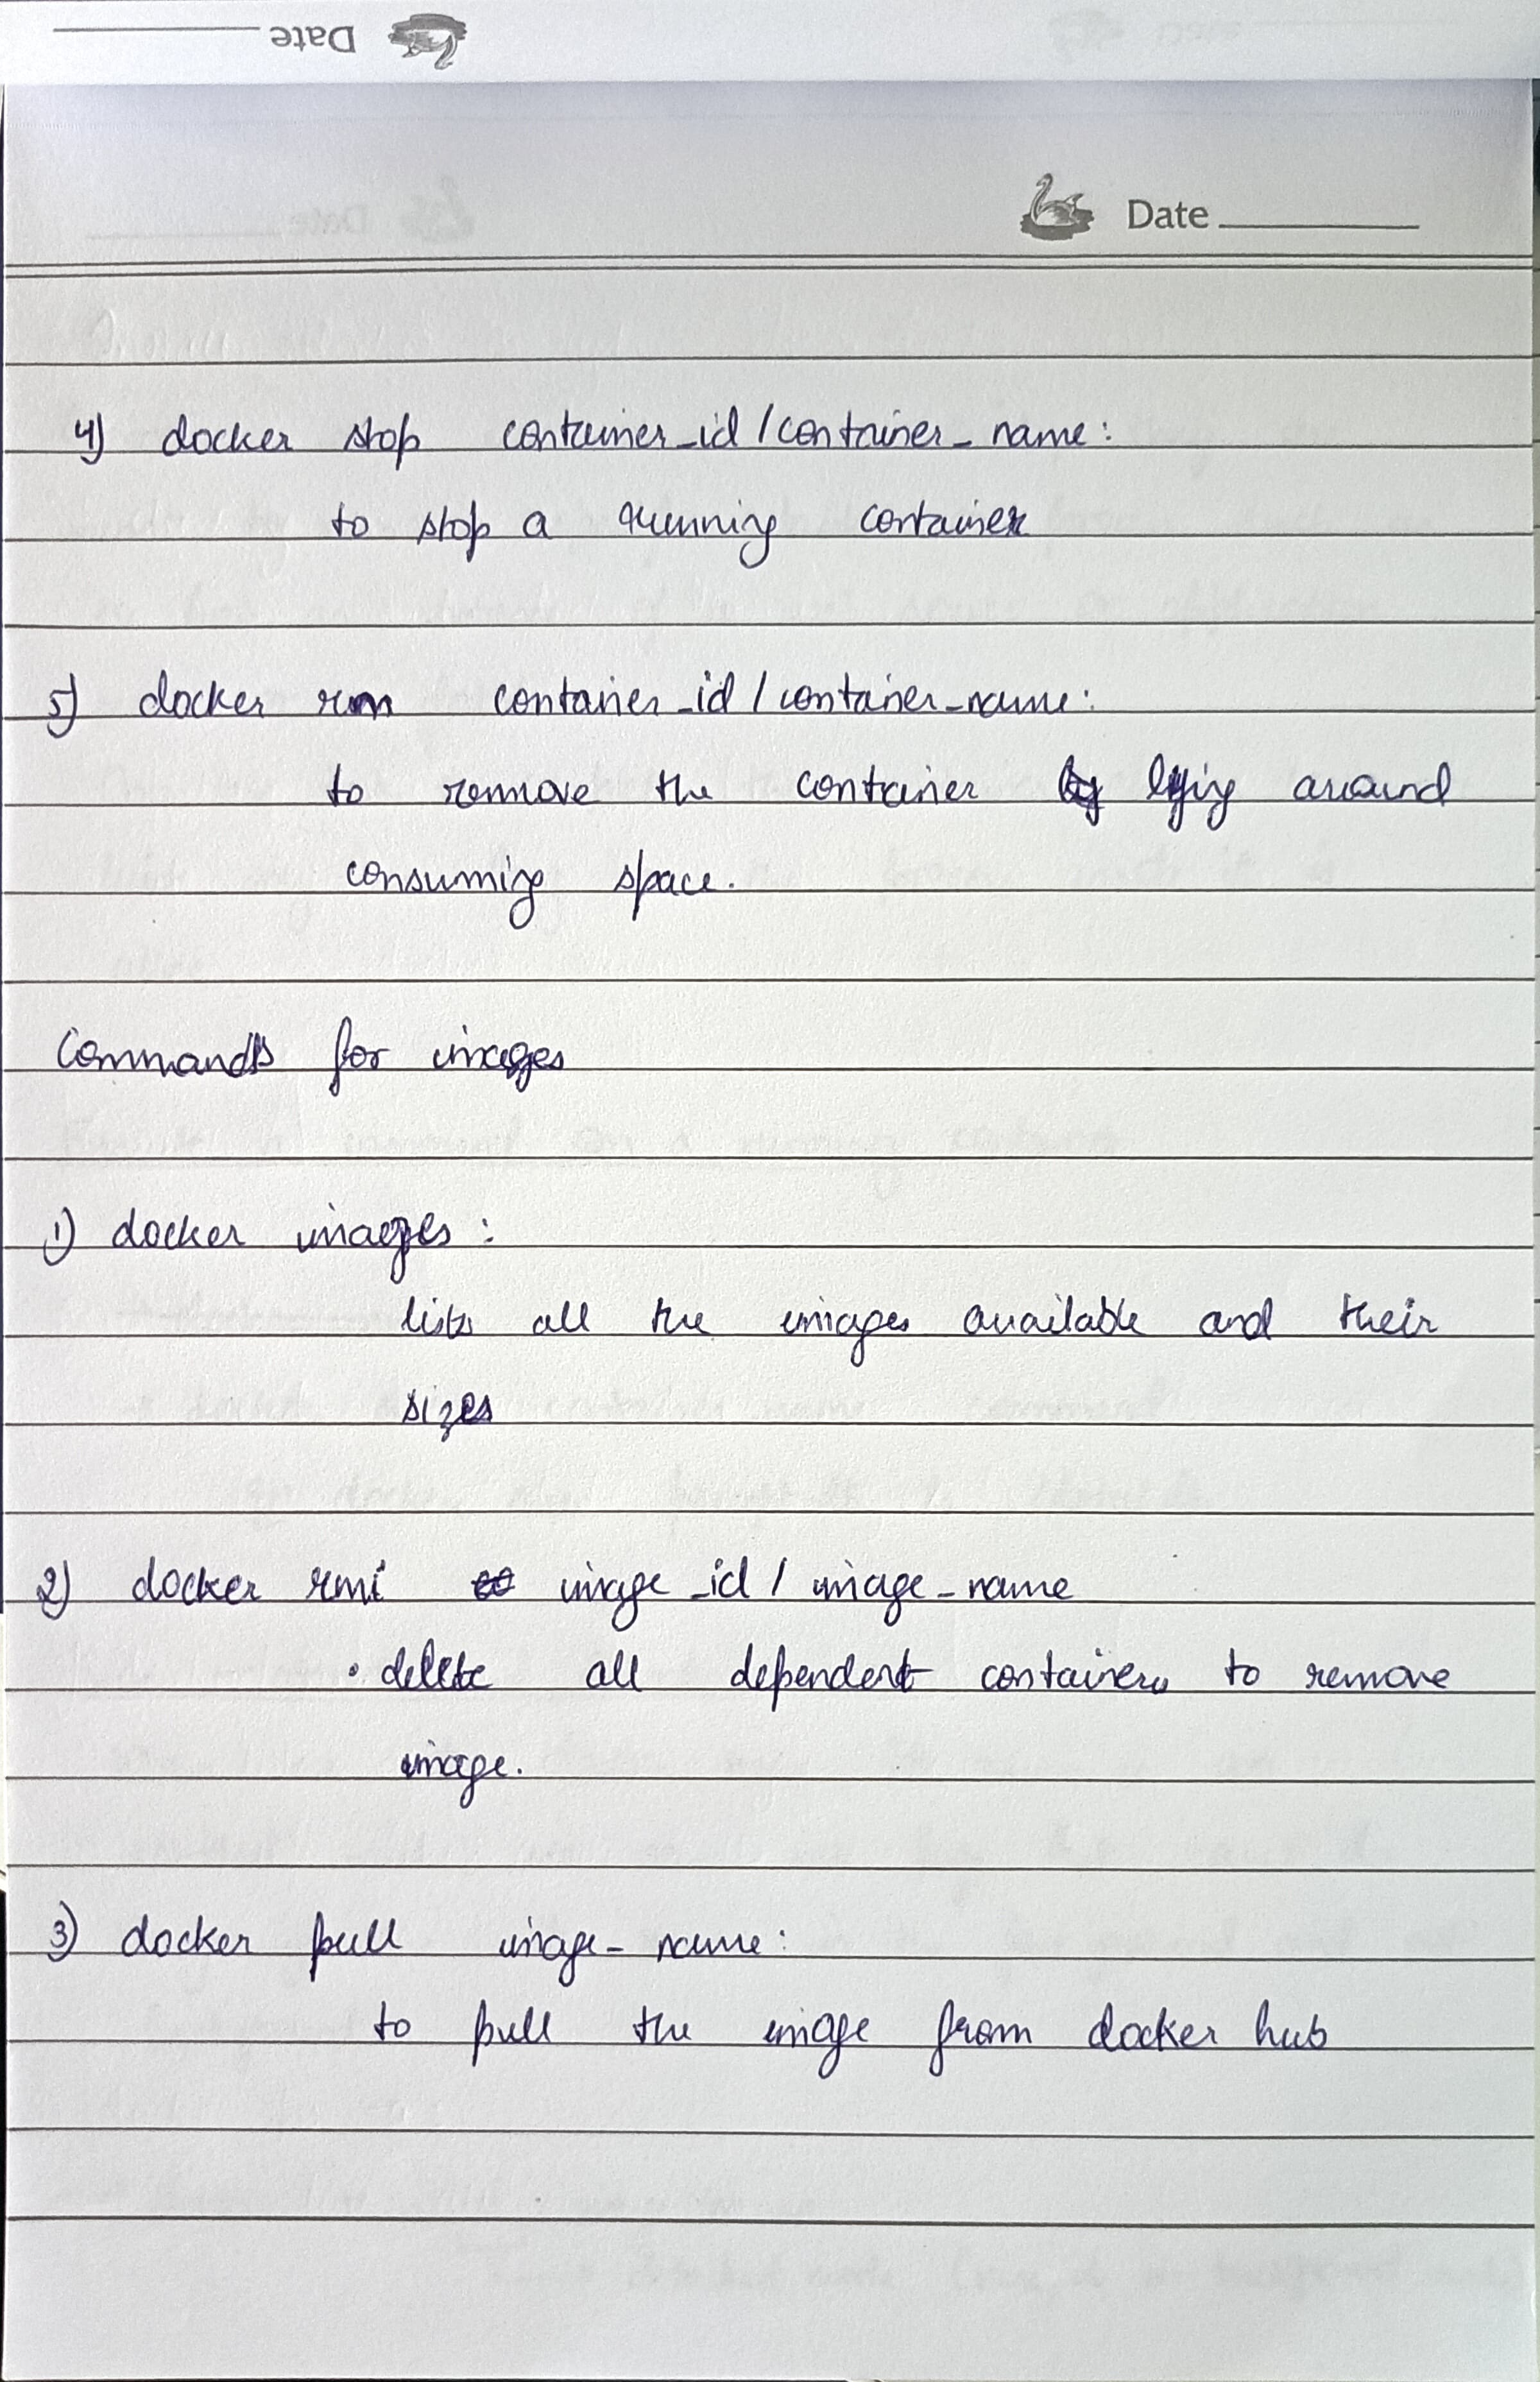 Date
Date
4) docker stop container_id / container_name:
to stop a running container
5) docker rm container_id / container_name:
to remove the container lying around
consuming space.
Commands for images
1) docker images:
lists all the images available and their
sizes
2) docker rmi image_id / image_name
• delete all dependent containers to remove
image.
3) docker pull image_name:
to pull the image from docker hub